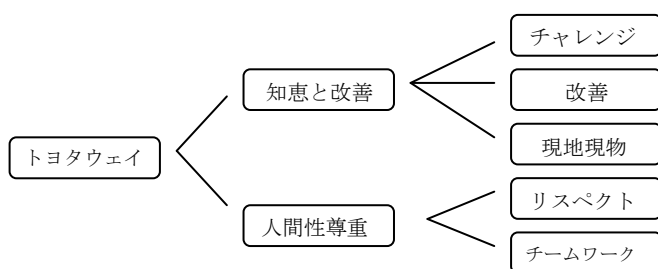 チャレンジ
知恵と改善
改善
現地現物
トヨタウェイ
リスペクト
人間性尊重
チームワーク